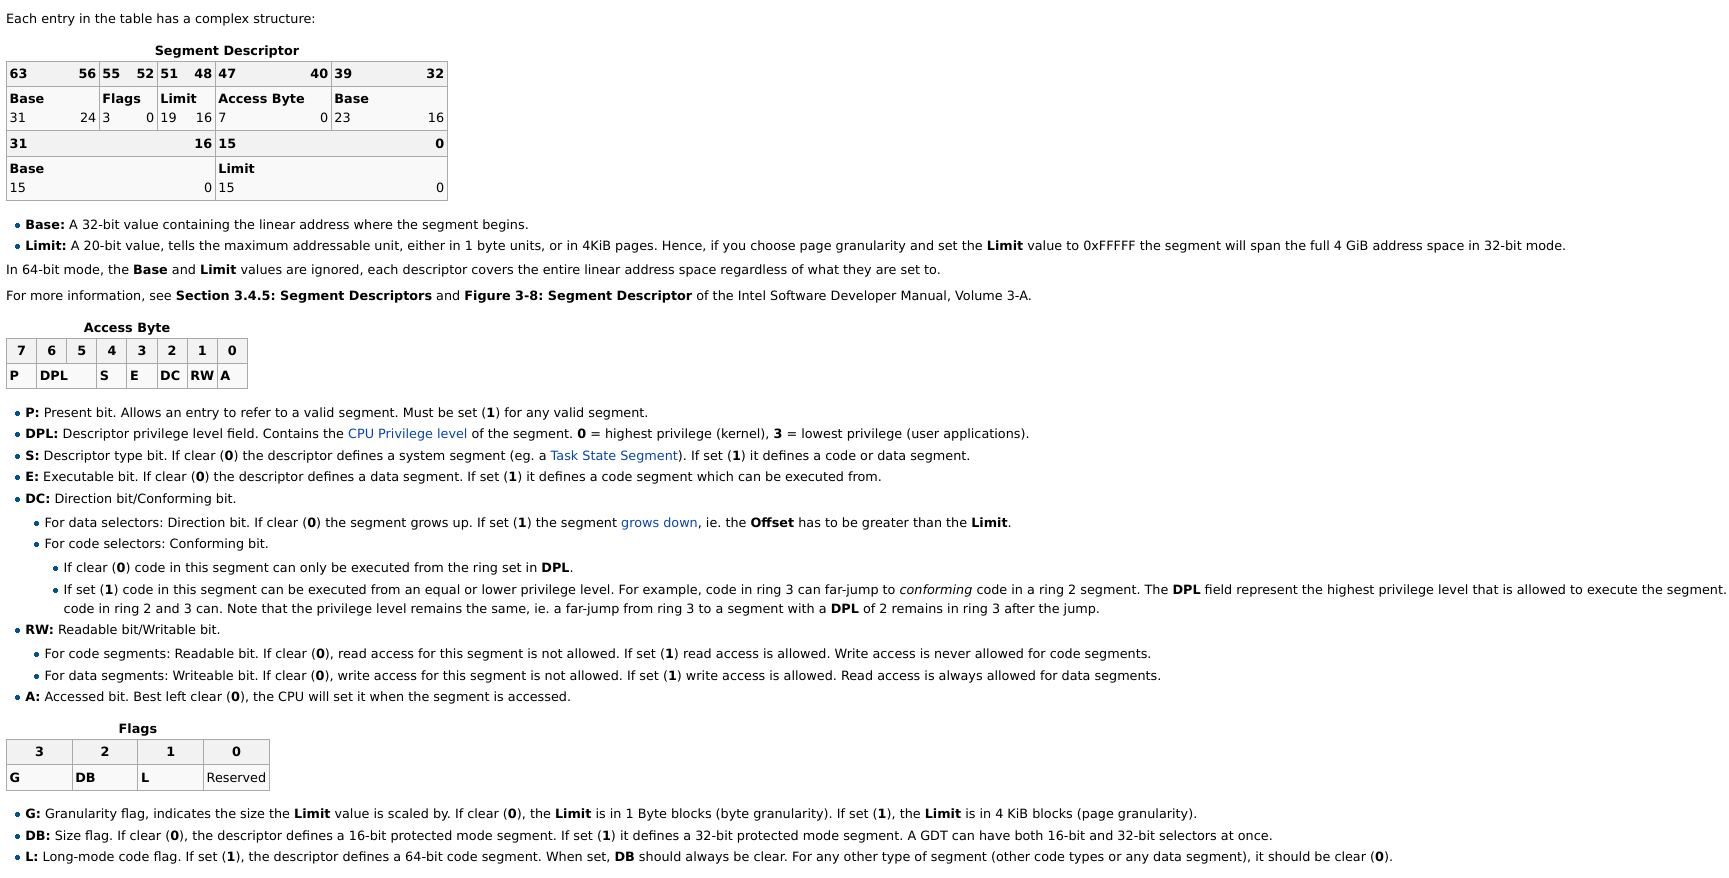 Each entry in the table has a complex structure:
Segment Descriptor
63 56 55 52 51 48 47 40 39 32
Base Flags Limit Access Byte Base
31 24 3 0 19 16 7 0 23 16
31 16 15 0
Base Limit
15 0 15 0
Base: A 32-bit value containing the linear address where the segment begins.
Limit: A 20-bit value, tells the maximum addressable unit, either in 1 byte units, or in 4KiB pages. Hence, if you choose page granularity and set the Limit value to 0xFFFFF the segment will span the full 4 GiB address space in 32-bit mode.
In 64-bit mode, the Base and Limit values are ignored, each descriptor covers the entire linear address space regardless of what they are set to.
For more information, see Section 3.4.5: Segment Descriptors and Figure 3-8: Segment Descriptor of the Intel Software Developer Manual, Volume 3-A.
Access Byte
7 6 5 4 3 2 1 0
P DPL S E DC RW A
P: Present bit. Allows an entry to refer to a valid segment. Must be set (1) for any valid segment.
DPL: Descriptor privilege level field. Contains the CPU Privilege level of the segment. 0 = highest privilege (kernel), 3 = lowest privilege (user applications).
S: Descriptor type bit. If clear (0) the descriptor defines a system segment (eg. a Task State Segment). If set (1) it defines a code or data segment.
E: Executable bit. If clear (0) the descriptor defines a data segment. If set (1) it defines a code segment which can be executed from.
DC: Direction bit/Conforming bit.
For data selectors: Direction bit. If clear (0) the segment grows up. If set (1) the segment grows down, ie. the Offset has to be greater than the Limit.
For code selectors: Conforming bit.
If clear (0) code in this segment can only be executed from the ring set in DPL.
If set (1) code in this segment can be executed from an equal or lower privilege level. For example, code in ring 3 can far-jump to conforming code in a ring 2 segment. The DPL field represent the highest privilege level that is allowed to execute the segment.
code in ring 2 and 3 can. Note that the privilege level remains the same, ie. a far-jump from ring 3 to a segment with a DPL of 2 remains in ring 3 after the jump.
RW: Readable bit/Writable bit.
For code segments: Readable bit. If clear (0), read access for this segment is not allowed. If set (1) read access is allowed. Write access is never allowed for code segments.
For data segments: Writeable bit. If clear (0), write access for this segment is not allowed. If set (1) write access is allowed. Read access is always allowed for data segments.
A: Accessed bit. Best left clear (0), the CPU will set it when the segment is accessed.
Flags
3 2 1 0
G DB L Reserved
G: Granularity flag, indicates the size the Limit value is scaled by. If clear (0), the Limit is in 1 Byte blocks (byte granularity). If set (1), the Limit is in 4 KiB blocks (page granularity).
DB: Size flag. If clear (0), the descriptor defines a 16-bit protected mode segment. If set (1) it defines a 32-bit protected mode segment. A GDT can have both 16-bit and 32-bit selectors at once.
L: Long-mode code flag. If set (1), the descriptor defines a 64-bit code segment. When set, DB should always be clear. For any other type of segment (other code types or any data segment), it should be clear (0).